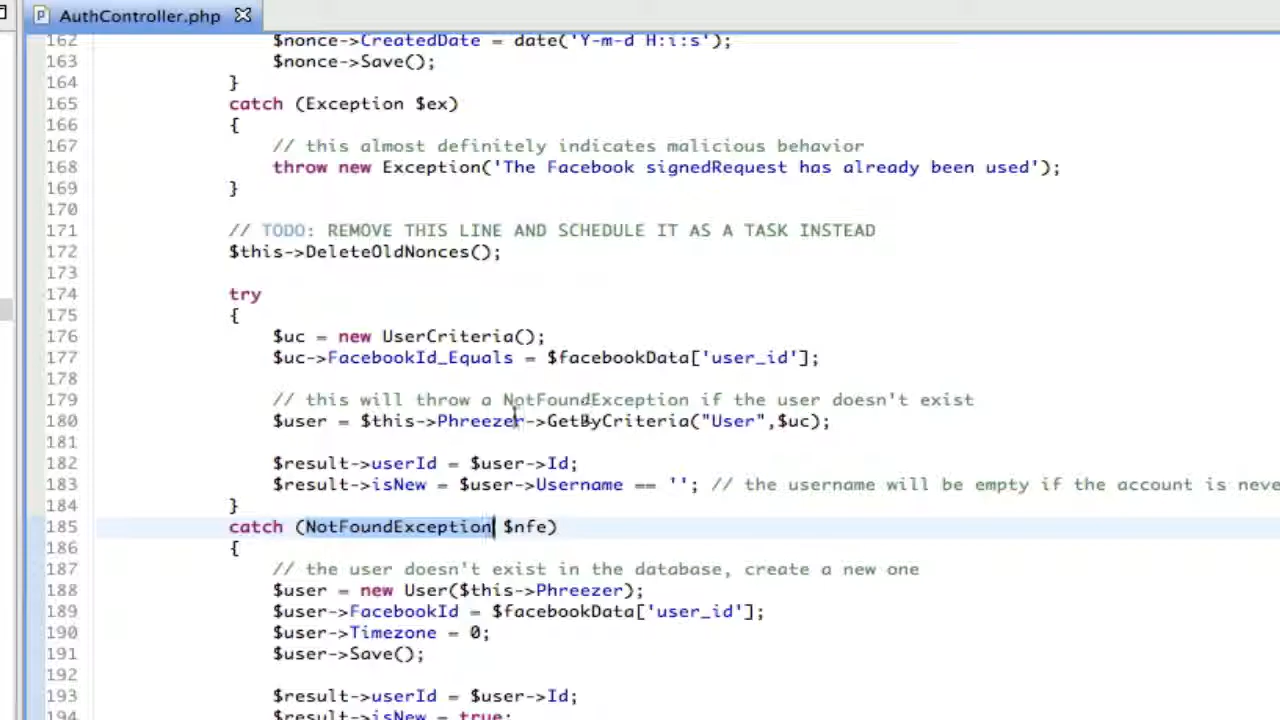 AuthController.php
162 $nonce->CreatedDate = date('Y-m-d H:i:s');
163 $nonce->Save();
164 }
165 catch (Exception $ex)
166 {
167 // this almost definitely indicates malicious behavior
168 throw new Exception('The Facebook signedRequest has already been used');
169 }
170
171 // TODO: REMOVE THIS LINE AND SCHEDULE IT AS A TASK INSTEAD
172 $this->DeleteOldNonces();
173
174 try
175 {
176 $uc = new UserCriteria();
177 $uc->FacebookId_Equals = $facebookData['user_id'];
178
179 // this will throw a NotFoundException if the user doesn't exist
180 $user = $this->Phreezer->GetByCriteria("User",$uc);
181
182 $result->userId = $user->Id;
183 $result->isNew = $user->Username == ''; // the username will be empty if the account is neve
184 }
185 catch (NotFoundException $nfe)
186 {
187 // the user doesn't exist in the database, create a new one
188 $user = new User($this->Phreezer);
189 $user->FacebookId = $facebookData['user_id'];
190 $user->Timezone = 0;
191 $user->Save();
192
193 $result->userId = $user->Id;
194 $result->isNew = true;